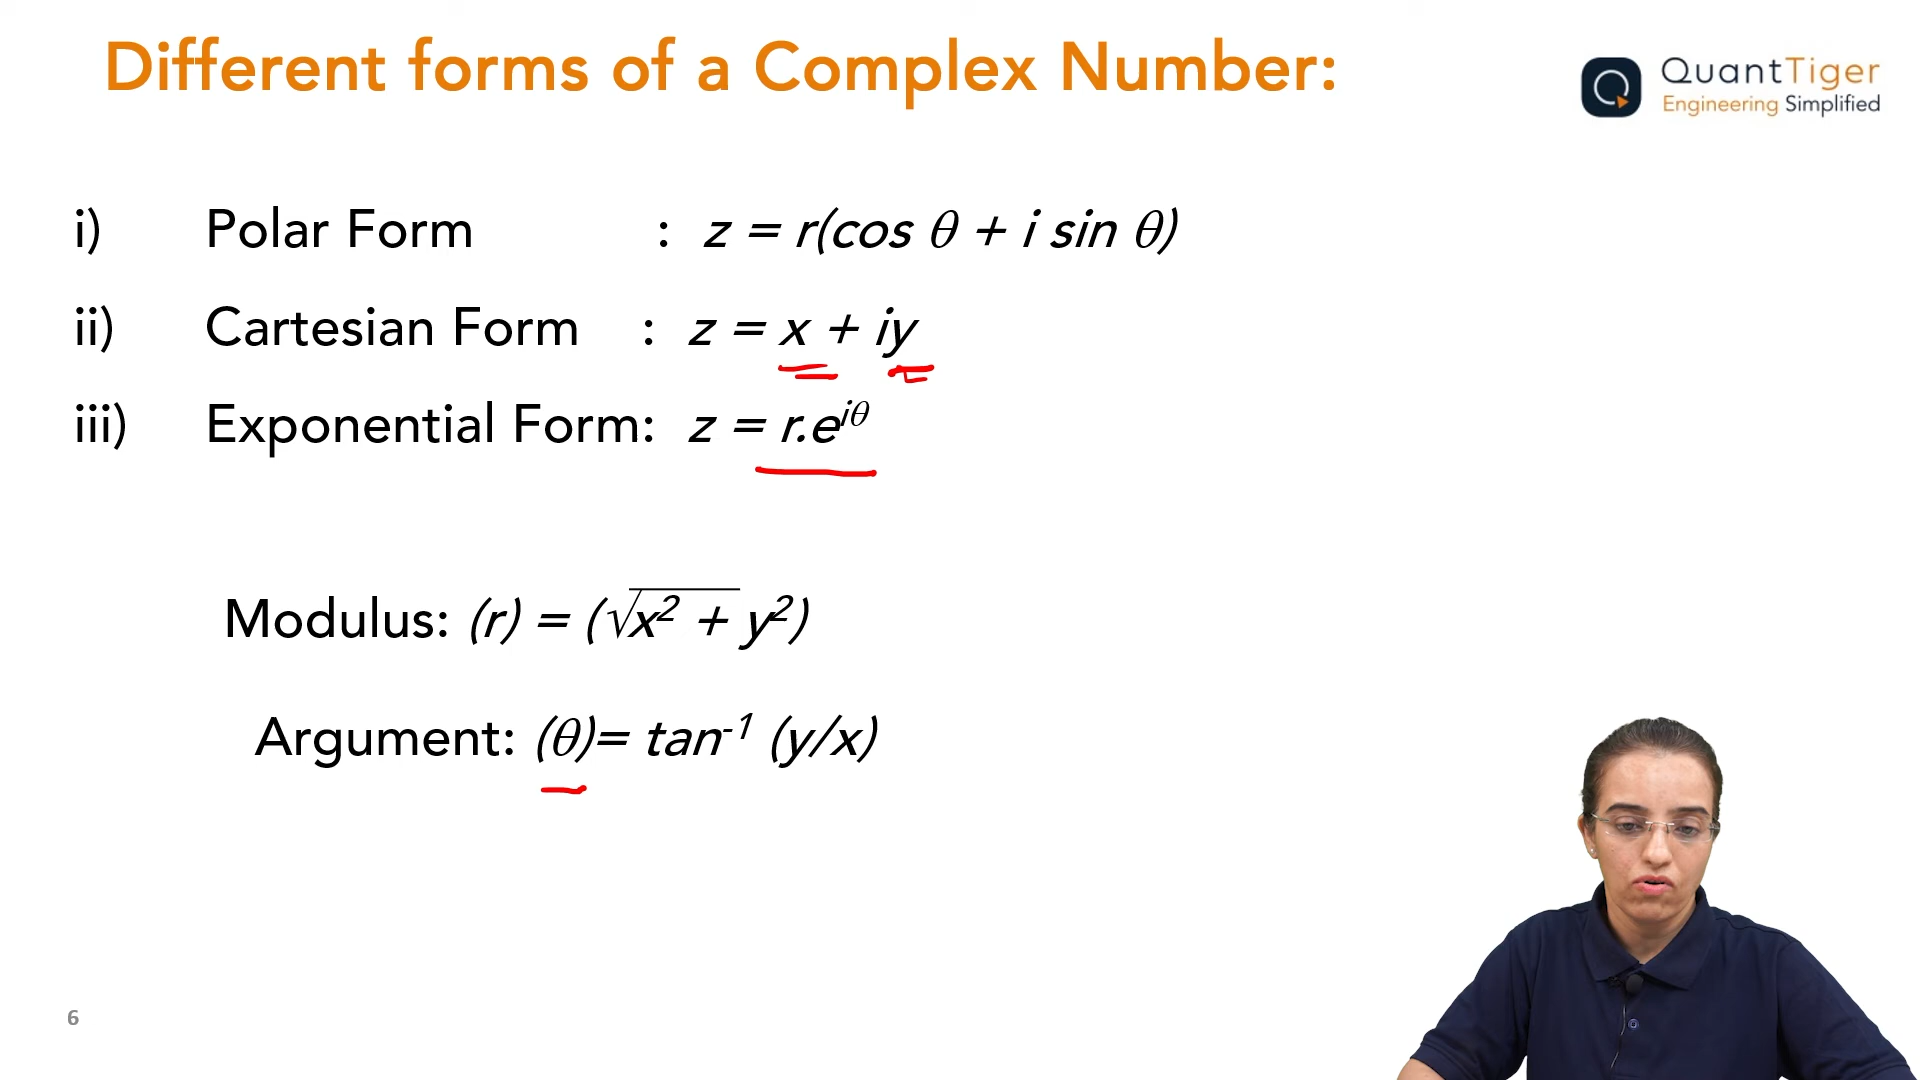 Different forms of a Complex Number:
QuantTiger
Engineering Simplified
i) Polar Form : z = r(cos θ + i sin θ)
ii) Cartesian Form : z = x + iy
iii) Exponential Form: z = r.e^iθ
Modulus: (r) = (√x² + y²)
Argument: (θ)= tan⁻¹ (y/x)
6